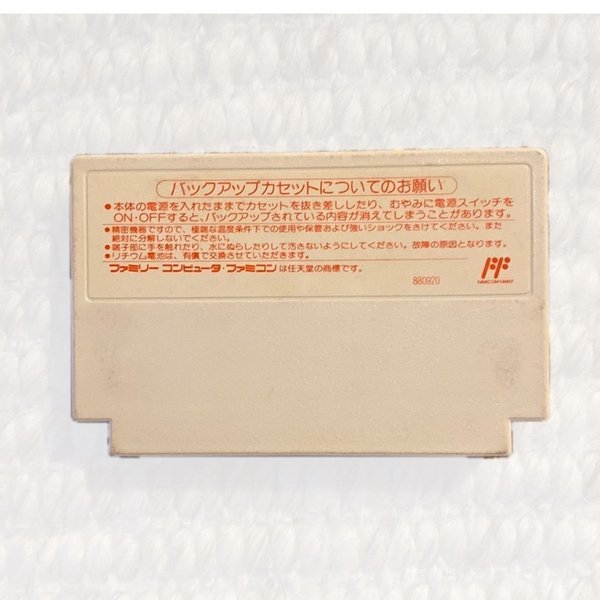 バックアップカセットについてのお願い
●本体の電源を入れたままでカセットを抜き差ししたり、むやみに電源スイッチを
ON・OFFすると、バックアップされている内容が消えてしまうことがあります。
●精密機器ですので、極端な温度条件下での使用や保管および強いショックをさけてください。また
絶対に分解しないでください。
●端子部に手を触れたり、水にぬらしたりして汚さないようにしてください。故障の原因となります。
●リチウム電池は、有償で交換させていただきます。
ファミリー コンピュータ・ファミコンは任天堂の商標です。
880920
FAMICOM FAMILY